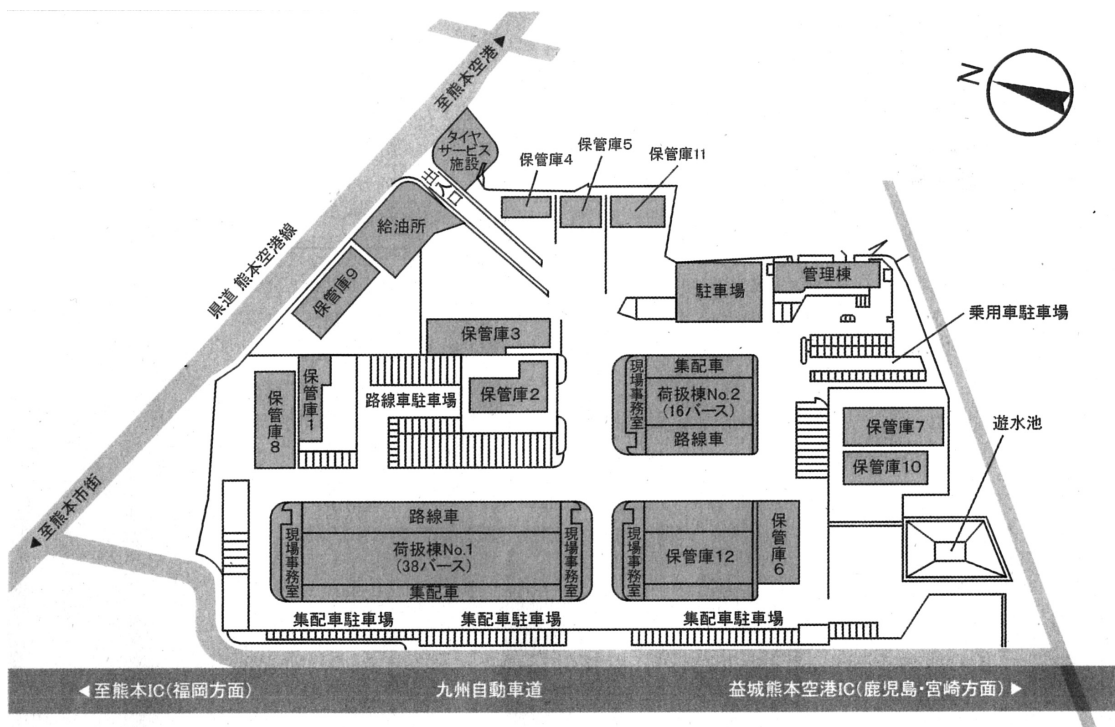 至熊本空港
N
タイヤ
サービス
施設
出入口
保管庫4
保管庫5
保管庫11
給油所
県道 熊本空港線
保管庫9
駐車場
管理棟
乗用車駐車場
保管庫3
保管庫1
保管庫8
路線車駐車場
保管庫2
現場事務室
集配車
荷扱棟No.2
(16バース)
路線車
保管庫7
保管庫10
遊水池
至熊本市街
現場事務室
路線車
荷扱棟No.1
(38バース)
集配車
現場事務室
現場事務室
保管庫12
保管庫6
集配車駐車場
集配車駐車場
集配車駐車場
至熊本IC(福岡方面)
九州自動車道
益城熊本空港IC(鹿児島・宮崎方面)